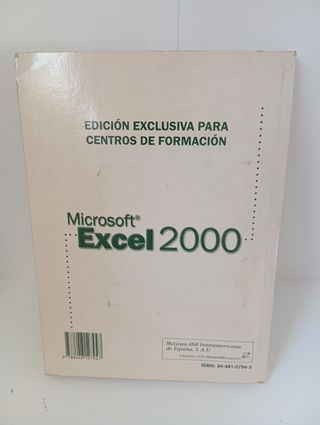 EDICIÓN EXCLUSIVA PARA
CENTROS DE FORMACIÓN
Microsoft®
Excel 2000
McGraw-Hill Interamericana
de España, S.A.U.
ISBN: 84-481-2794-3